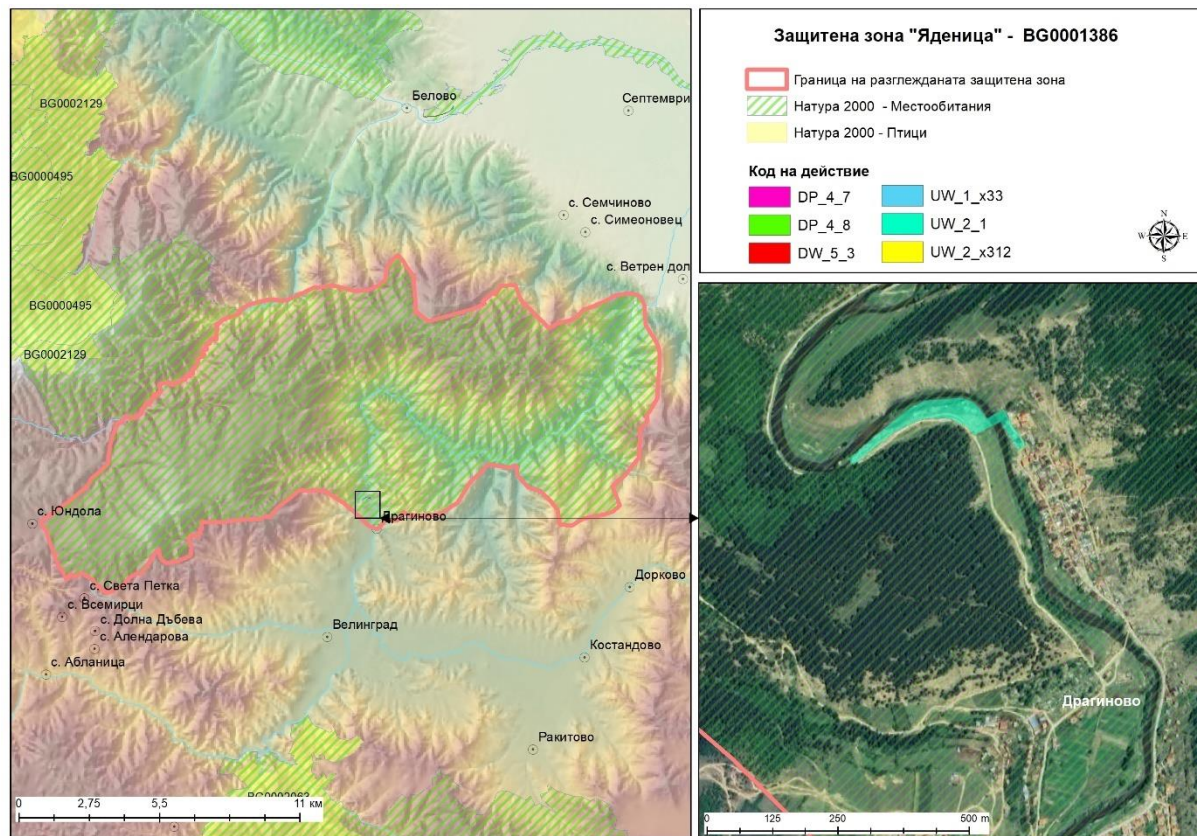 BG0002129
Белово
Септември
BG0000495
с. Семчиново
с. Симеоновец
с. Ветрен дол
BG0000495
BG0002129
с. Юндола
Драгиново
с. Света Петка
с. Всемирци
с. Долна Дъбева
с. Алендарова
с. Абланица
Велинград
Дорково
Костандово
Ракитово
BG0002063
0 2,75 5,5 11 км
Защитена зона "Яденица" - BG0001386
Граница на разглежданата защитена зона
Натура 2000 - Местообитания
Натура 2000 - Птици
Код на действие
DP_4_7
DP_4_8
DW_5_3
UW_1_x33
UW_2_1
UW_2_x312
N
W E
S
Драгиново
0 125 250 500 m